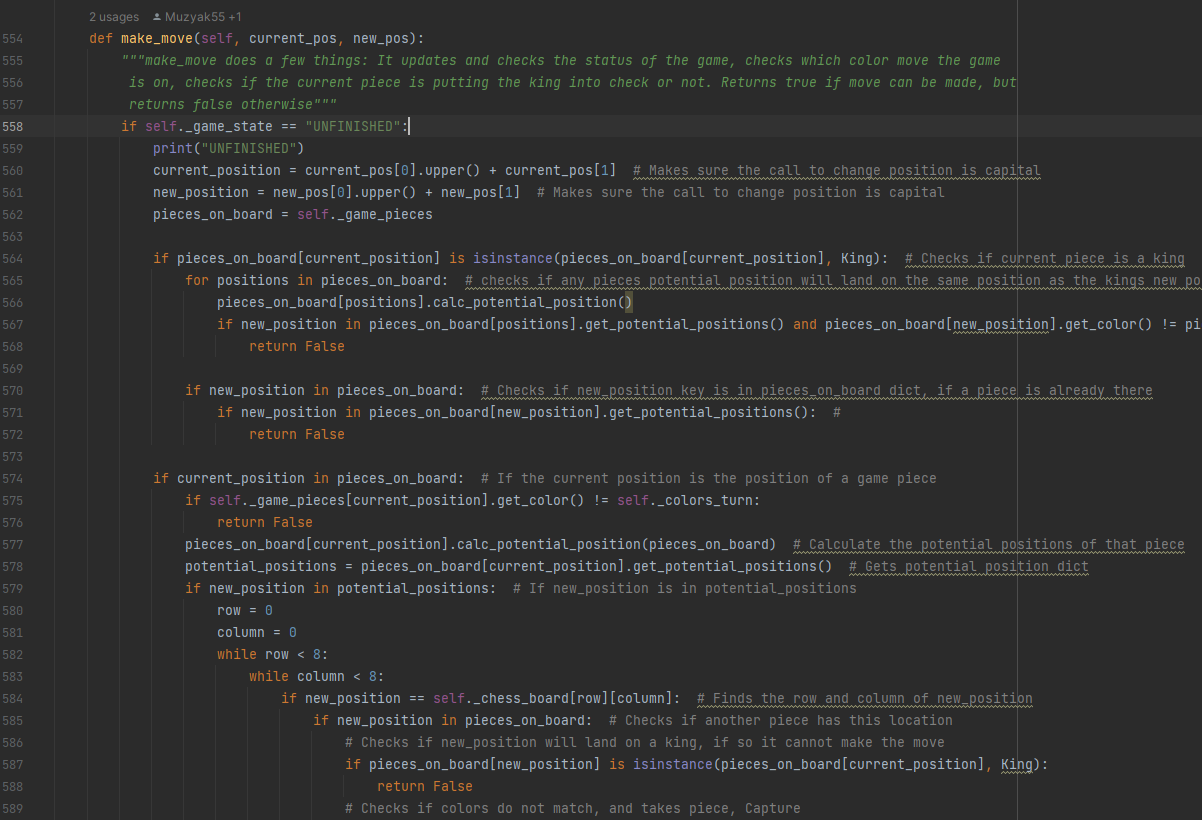 2 usages Muzyak55 +1
554 def make_move(self, current_pos, new_pos):
555 """make_move does a few things: It updates and checks the status of the game, checks which color move the game
556 is on, checks if the current piece is putting the king into check or not. Returns true if move can be made, but
557 returns false otherwise"""
558 if self._game_state == "UNFINISHED":
559 print("UNFINISHED")
560 current_position = current_pos[0].upper() + current_pos[1] # Makes sure the call to change position is capital
561 new_position = new_pos[0].upper() + new_pos[1] # Makes sure the call to change position is capital
562 pieces_on_board = self._game_pieces
563
564 if pieces_on_board[current_position] is isinstance(pieces_on_board[current_position], King): # Checks if current piece is a king
565 for positions in pieces_on_board: # checks if any pieces potential position will land on the same position as the kings new po
566 pieces_on_board[positions].calc_potential_position()
567 if new_position in pieces_on_board[positions].get_potential_positions() and pieces_on_board[new_position].get_color() != pi
568 return False
569
570 if new_position in pieces_on_board: # Checks if new_position key is in pieces_on_board dict, if a piece is already there
571 if new_position in pieces_on_board[new_position].get_potential_positions(): #
572 return False
573
574 if current_position in pieces_on_board: # If the current position is the position of a game piece
575 if self._game_pieces[current_position].get_color() != self._colors_turn:
576 return False
577 pieces_on_board[current_position].calc_potential_position(pieces_on_board) # Calculate the potential positions of that piece
578 potential_positions = pieces_on_board[current_position].get_potential_positions() # Gets potential position dict
579 if new_position in potential_positions: # If new_position is in potential_positions
580 row = 0
581 column = 0
582 while row < 8:
583 while column < 8:
584 if new_position == self._chess_board[row][column]: # Finds the row and column of new_position
585 if new_position in pieces_on_board: # Checks if another piece has this location
586 # Checks if new_position will land on a king, if so it cannot make the move
587 if pieces_on_board[new_position] is isinstance(pieces_on_board[current_position], King):
588 return False
589 # Checks if colors do not match, and takes piece, Capture